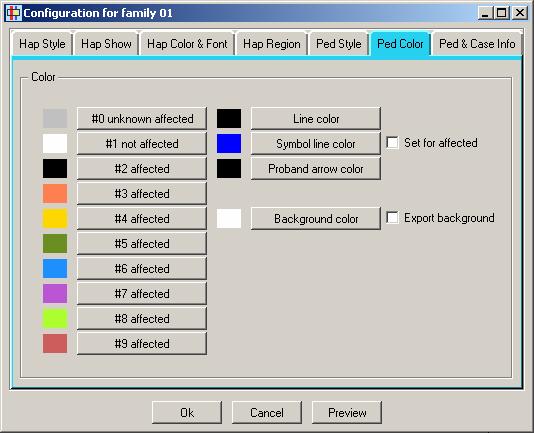 Configuration for family 01
Hap Style Hap Show Hap Color & Font Hap Region Ped Style Ped Color Ped & Case Info
Color
#0 unknown affected Line color
#1 not affected Symbol line color Set for affected
#2 affected Proband arrow color
#3 affected
#4 affected Background color Export background
#5 affected
#6 affected
#7 affected
#8 affected
#9 affected
Ok Cancel Preview